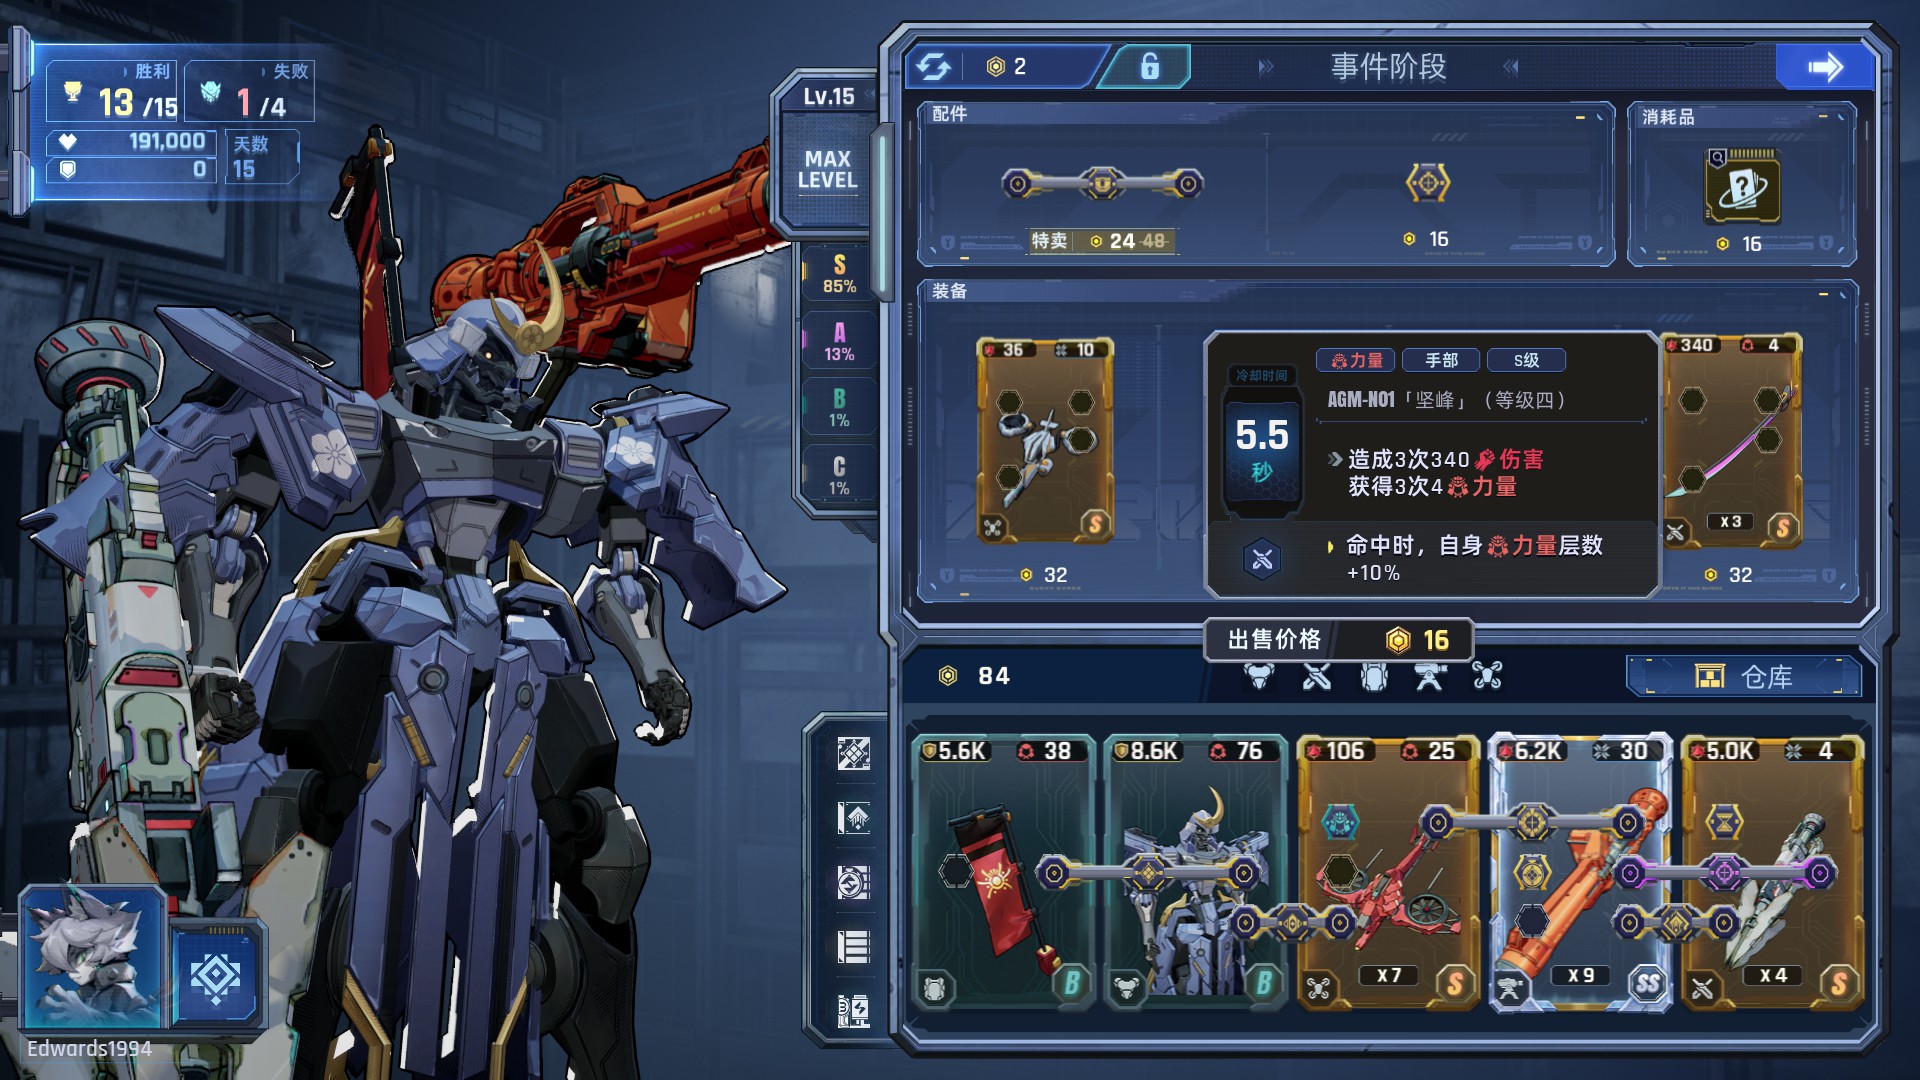 胜利
13 /15
失败
1 /4
191,000
0
天数
15
Lv.15
MAX
LEVEL
S
85%
A
13%
B
1%
C
1%
2
事件阶段
配件
特卖 24 48
16
消耗品
?
16
装备
36 10
S
32
冷却时间
5.5
秒
力量 手部 S级
AGM-N01「坚峰」（等级四）
造成3次340伤害
获得3次4力量
命中时，自身力量层数
+10%
340 4
x3
S
32
出售价格 16
84
仓库
5.6K 38
B
8.6K 76
B
106 25
x7
S
6.2K 30
x9
SS
5.0K 4
x4
S
Edwards1994